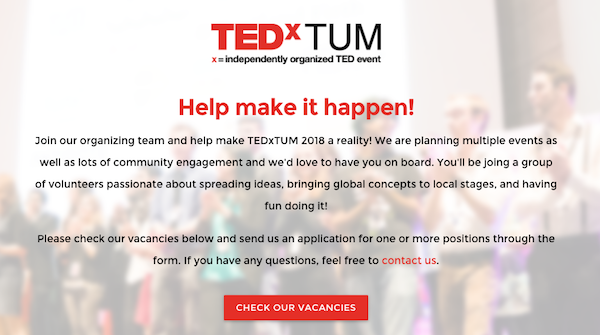 TEDxTUM
x = independently organized TED event
Help make it happen!
Join our organizing team and help make TEDxTUM 2018 a reality! We are planning multiple events as
well as lots of community engagement and we'd love to have you on board. You'll be joing a group
of volunteers passionate about spreading ideas, bringing global concepts to local stages, and having
fun doing it!
Please check our vacancies below and send us an application for one or more positions through the
form. If you have any questions, feel free to contact us.
CHECK OUR VACANCIES